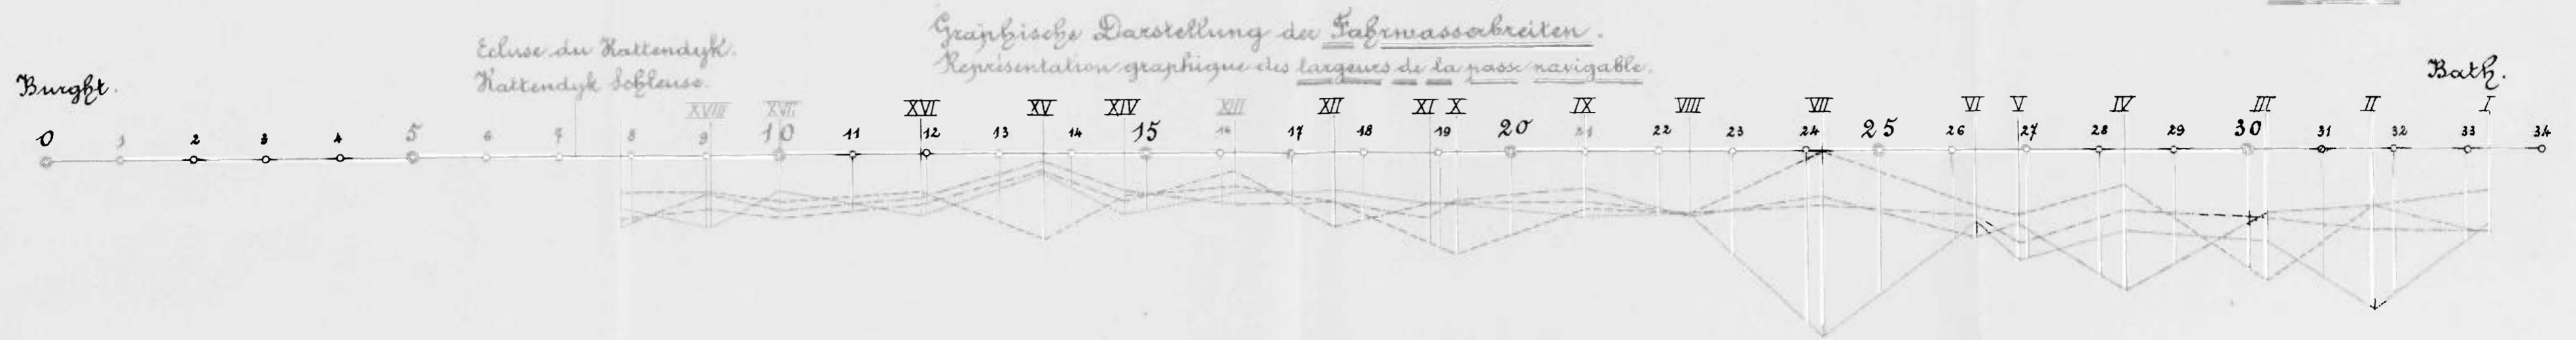 Graphische Darstellung der Fahrwasserbreiten.
Ecluse du Kattendyk.
Représentation graphique des largeurs de la passe navigable.
Kattendyk Schleuse.
Burght.
Bath.
XVIII XVII XVI XV XIV XIII XII XI X IX VIII VII VI V IV III II I
0 1 2 3 4 5 6 7 8 9 10 11 12 13 14 15 16 17 18 19 20 21 22 23 24 25 26 27 28 29 30 31 32 33 34